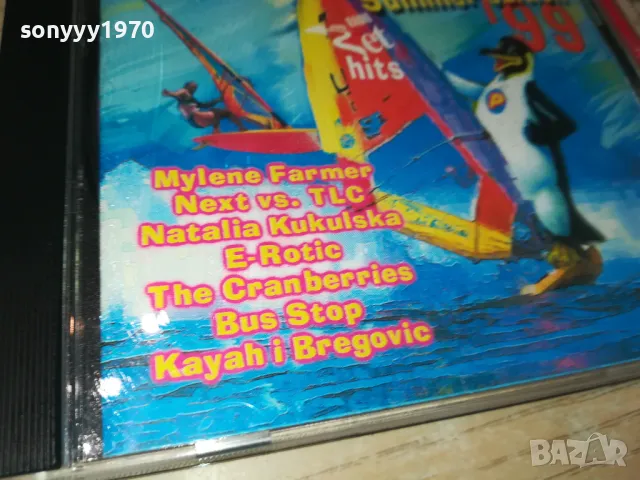 sonyyy1970
Summer
'99
Zet
hits
P
Mylene Farmer
Next vs. TLC
Natalia Kukulska
E-Rotic
The Cranberries
Bus Stop
Kayah i Bregovic
BAZAR
bg